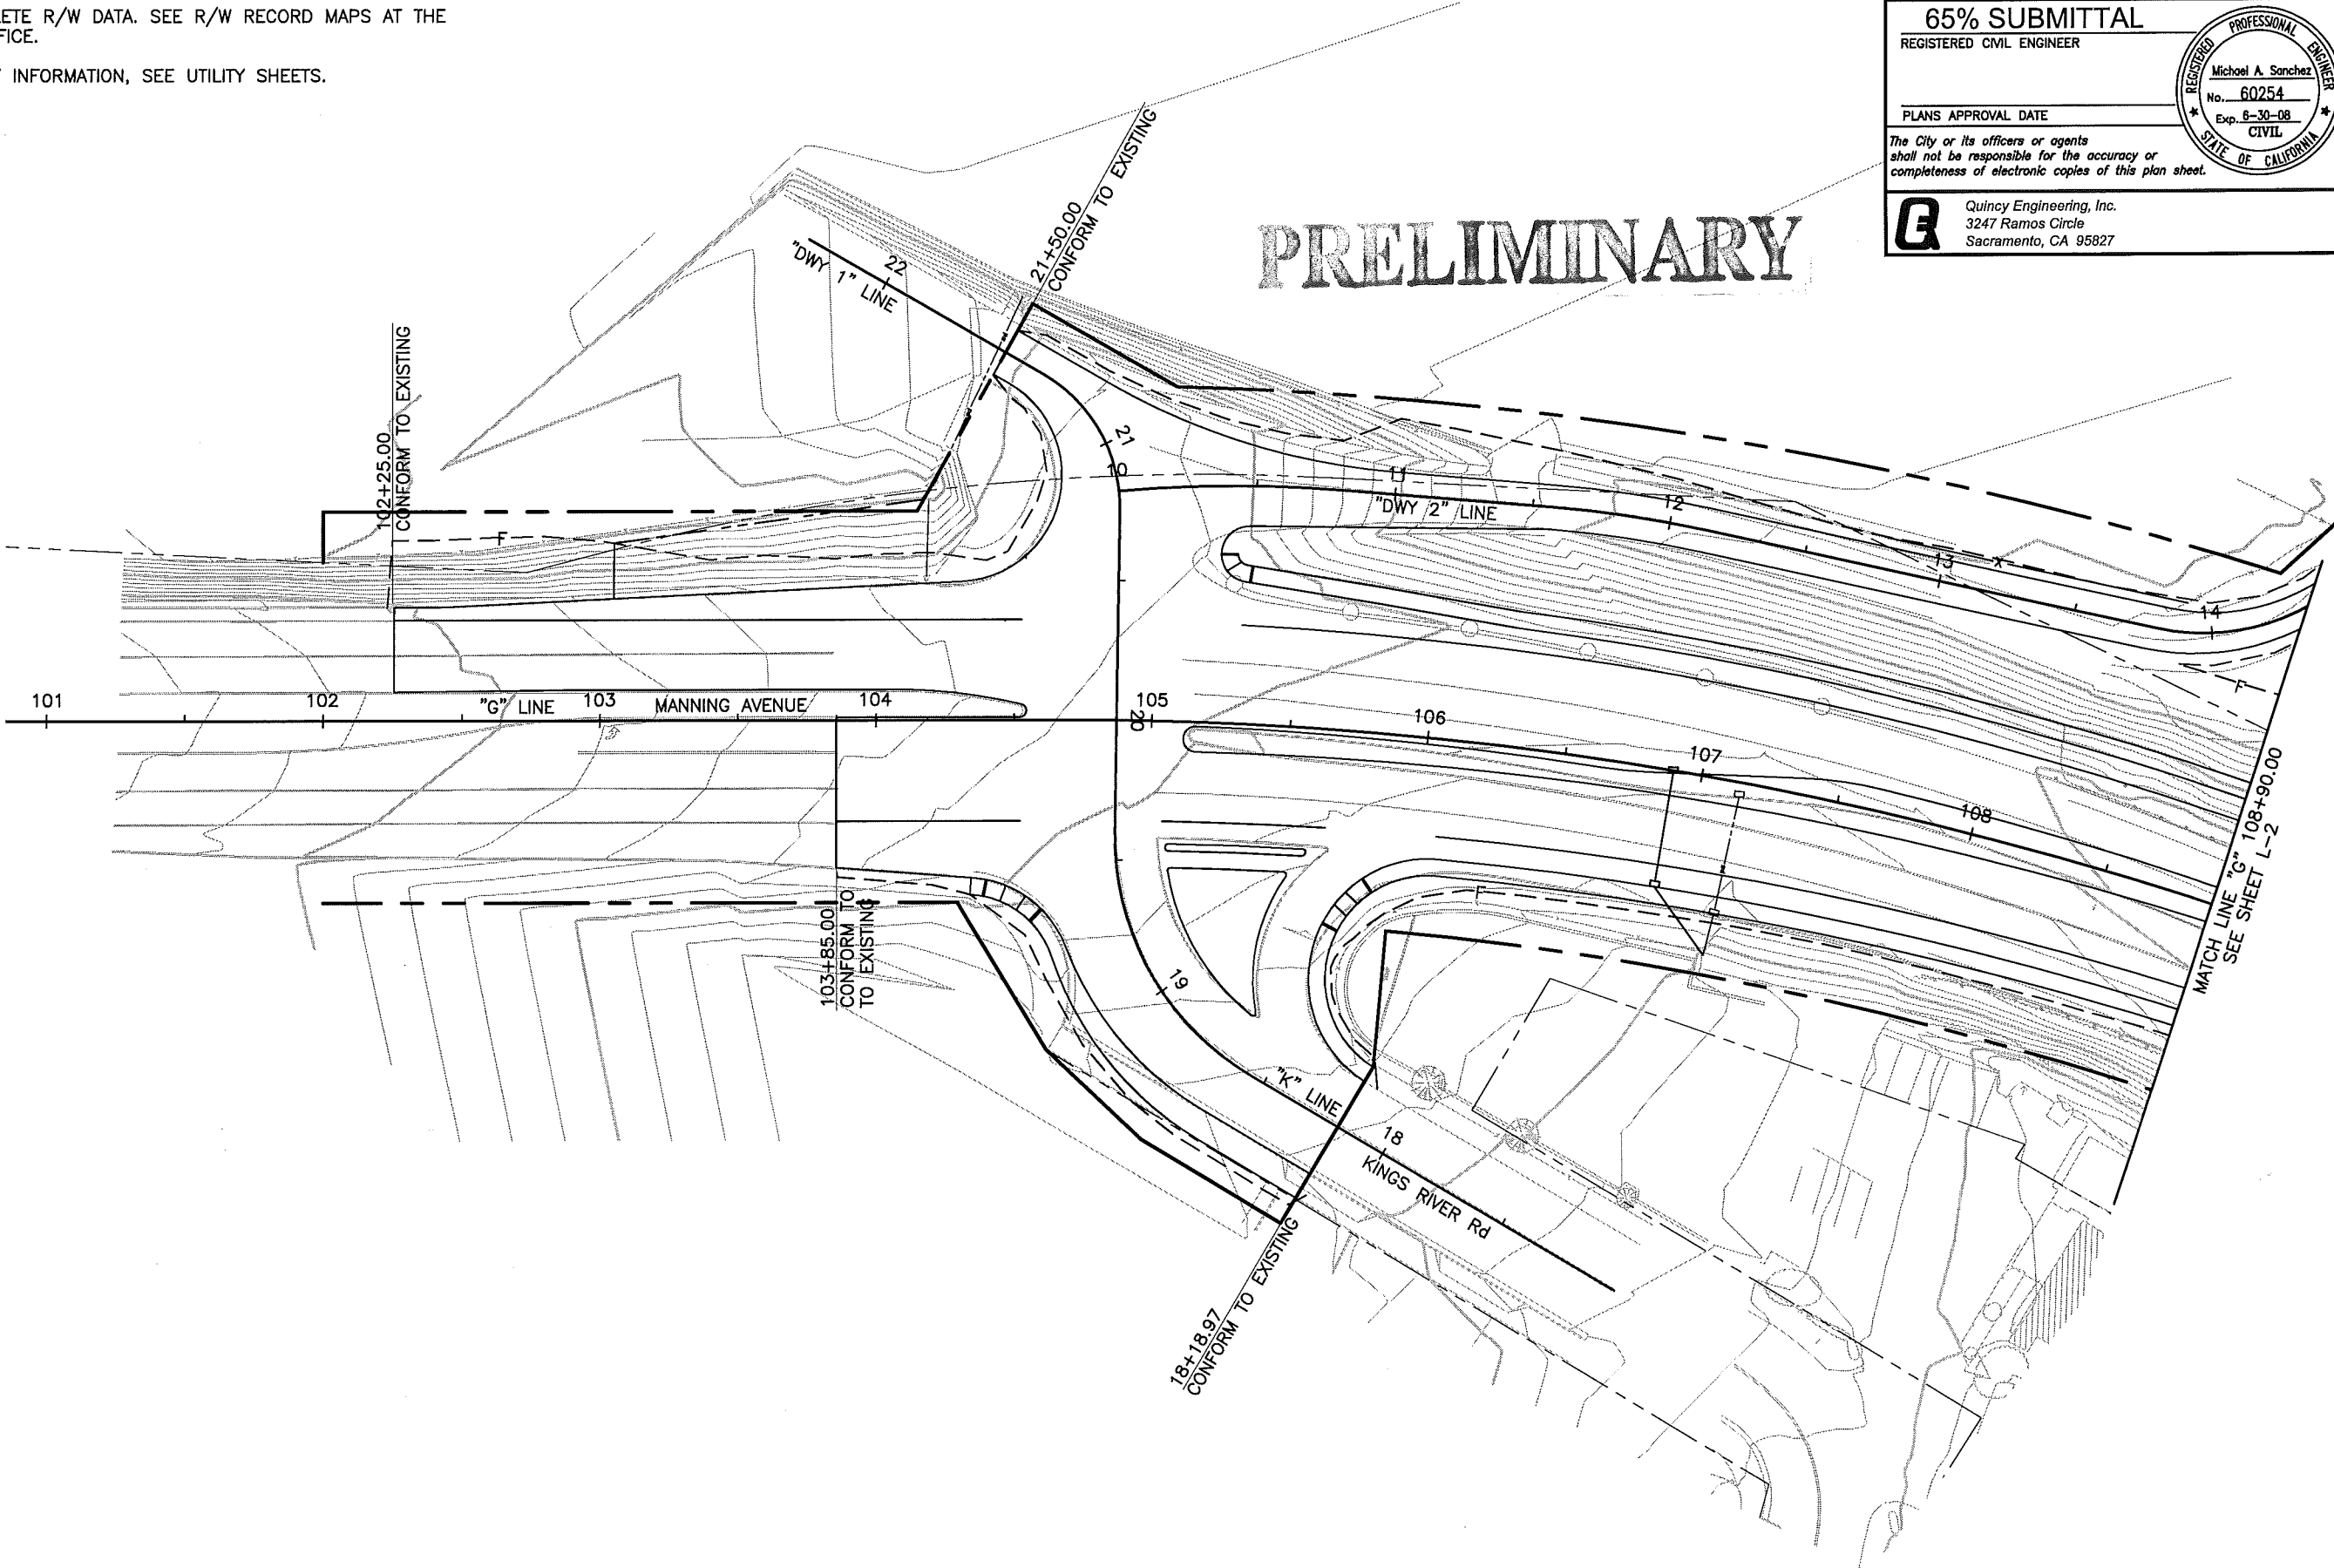 ETE R/W DATA. SEE R/W RECORD MAPS AT THE
FICE.
INFORMATION, SEE UTILITY SHEETS.
65% SUBMITTAL
REGISTERED CIVIL ENGINEER
PLANS APPROVAL DATE
The City or its officers or agents
shall not be responsible for the accuracy or
completeness of electronic copies of this plan sheet.
REGISTERED PROFESSIONAL ENGINEER
Michael A. Sanchez
No. 60254
Exp. 6-30-08
CIVIL
STATE OF CALIFORNIA
Quincy Engineering, Inc.
3247 Ramos Circle
Sacramento, CA 95827
PRELIMINARY
21+50.00
CONFORM TO EXISTING
"DWY 1" LINE
22
21
102+25.00
CONFORM TO EXISTING
F
10
11
"DWY 2" LINE
12
13
x
14
F
101
102
"G" LINE
103
MANNING AVENUE
104
105
20
106
107
108
MATCH LINE "G" 108+90.00
SEE SHEET L-2
103+85.00
CONFORM TO
TO EXISTING
F
19
"K" LINE
18
KINGS RIVER Rd
18+18.97
CONFORM TO EXISTING